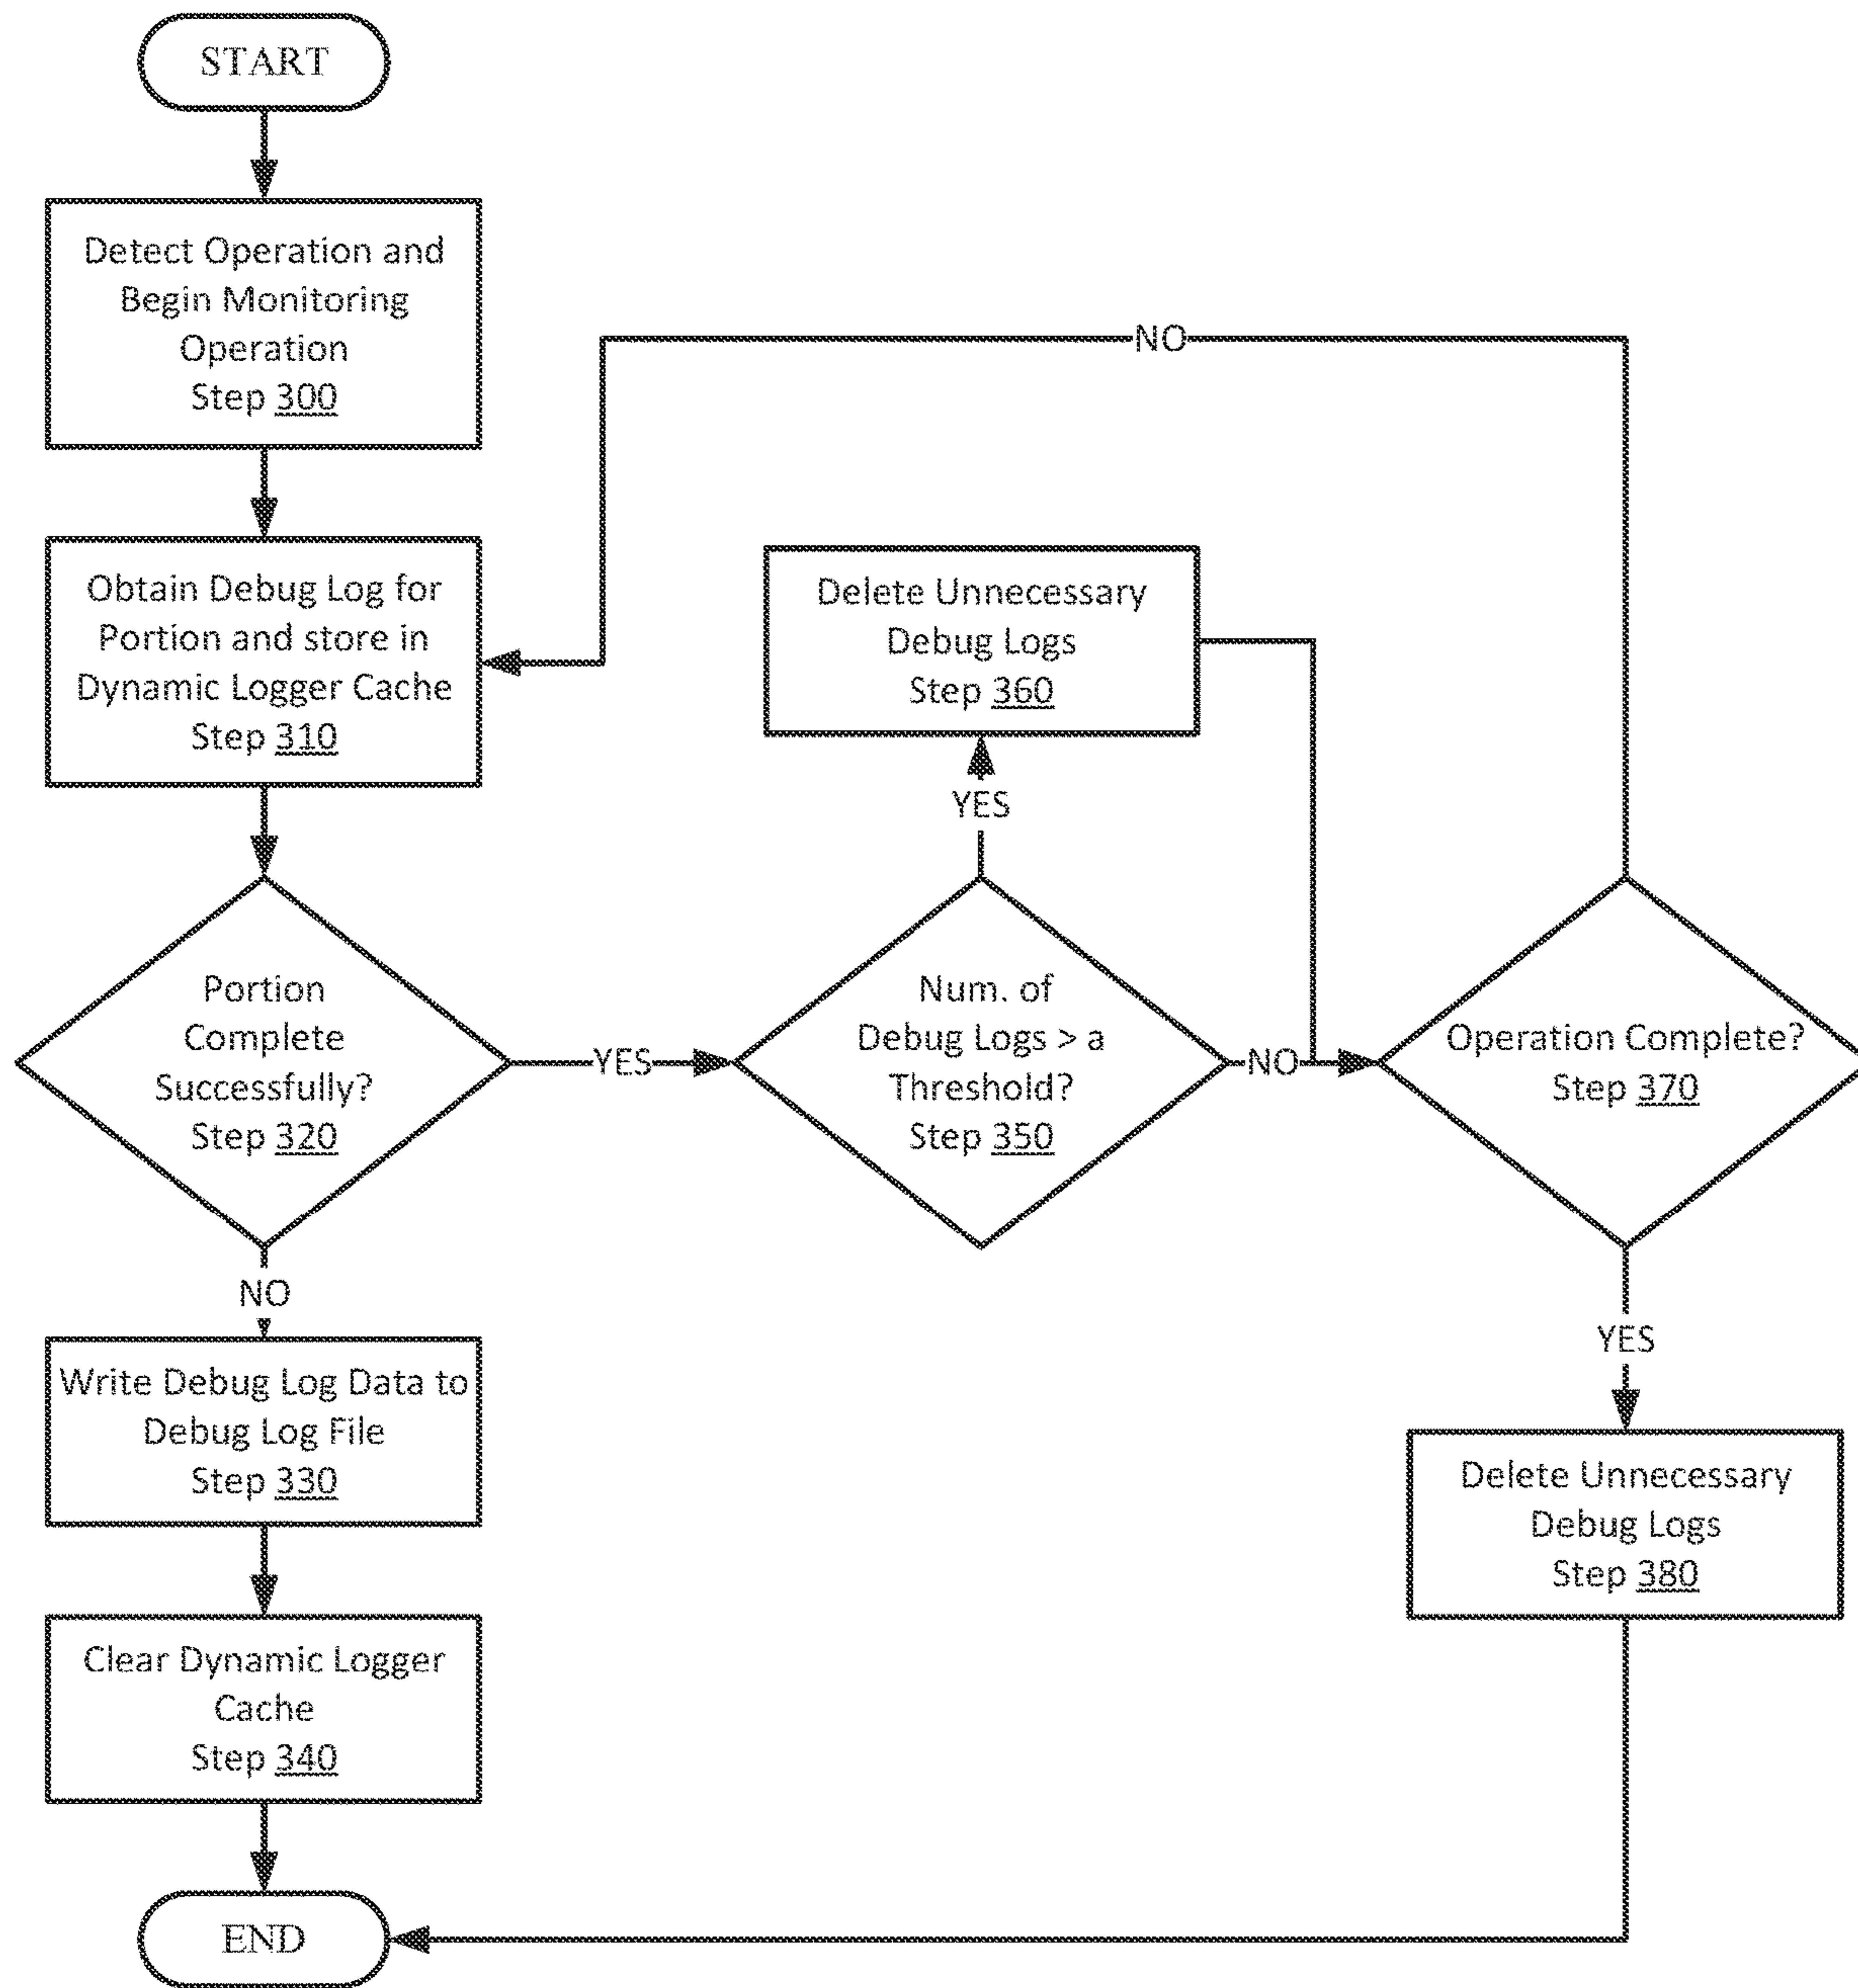 START
Detect Operation and
Begin Monitoring
Operation
Step 300
NO
Obtain Debug Log for
Portion and store in
Dynamic Logger Cache
Step 310
Delete Unnecessary
Debug Logs
Step 360
YES
Portion
Complete
Successfully?
Step 320
YES
Num. of
Debug Logs > a
Threshold?
Step 350
NO
Operation Complete?
Step 370
NO
YES
Write Debug Log Data to
Debug Log File
Step 330
Delete Unnecessary
Debug Logs
Step 380
Clear Dynamic Logger
Cache
Step 340
END